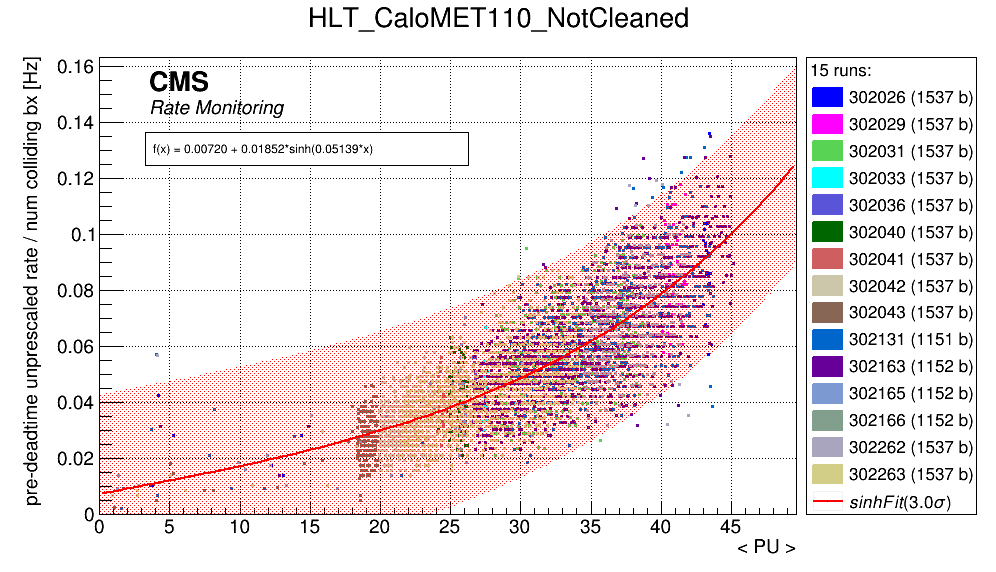 HLT_CaloMET110_NotCleaned
pre-deadtime unprescaled rate / num colliding bx [Hz]
0.16
0.14
0.12
0.1
0.08
0.06
0.04
0.02
0
CMS
Rate Monitoring
f(x) = 0.00720 + 0.01852*sinh(0.05139*x)
0 5 10 15 20 25 30 35 40 45
< PU >
15 runs:
302026 (1537 b)
302029 (1537 b)
302031 (1537 b)
302033 (1537 b)
302036 (1537 b)
302040 (1537 b)
302041 (1537 b)
302042 (1537 b)
302043 (1537 b)
302131 (1151 b)
302163 (1152 b)
302165 (1152 b)
302166 (1152 b)
302262 (1537 b)
302263 (1537 b)
sinhFit(3.0σ)